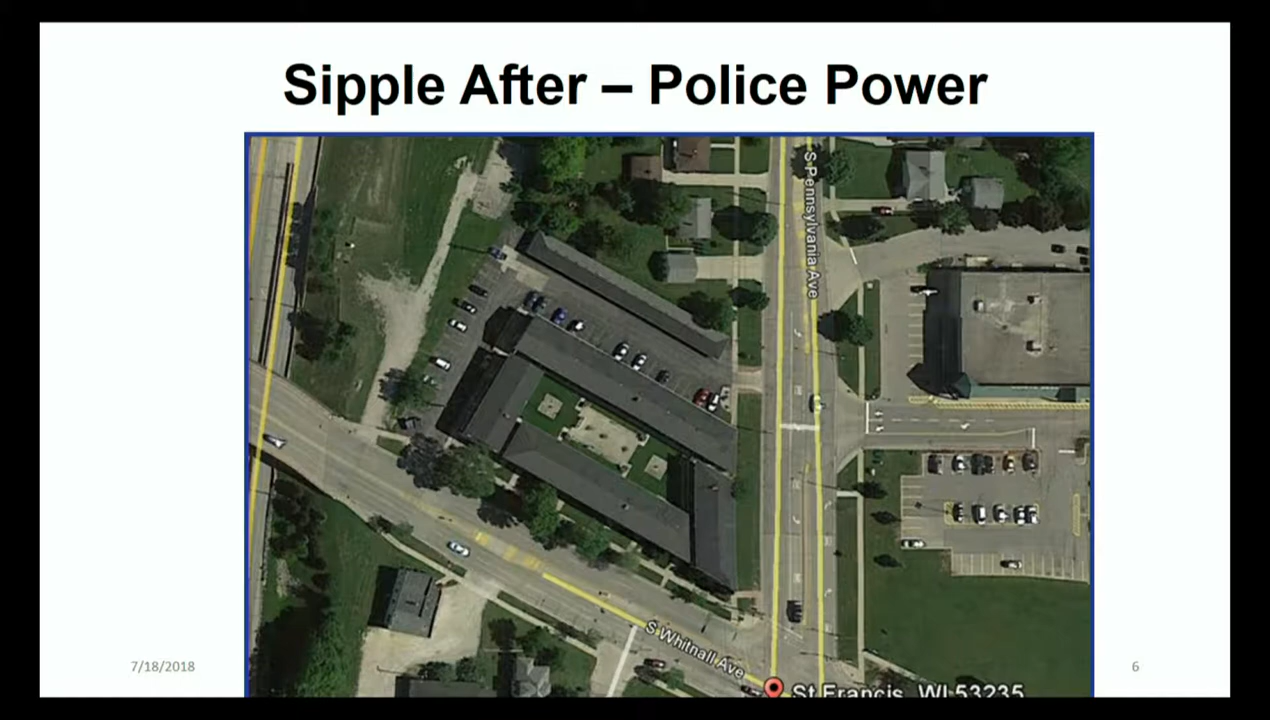 Sipple After – Police Power
S Pennsylvania Ave
S Whitnall Ave
St Francis, WI 53235
7/18/2018
6